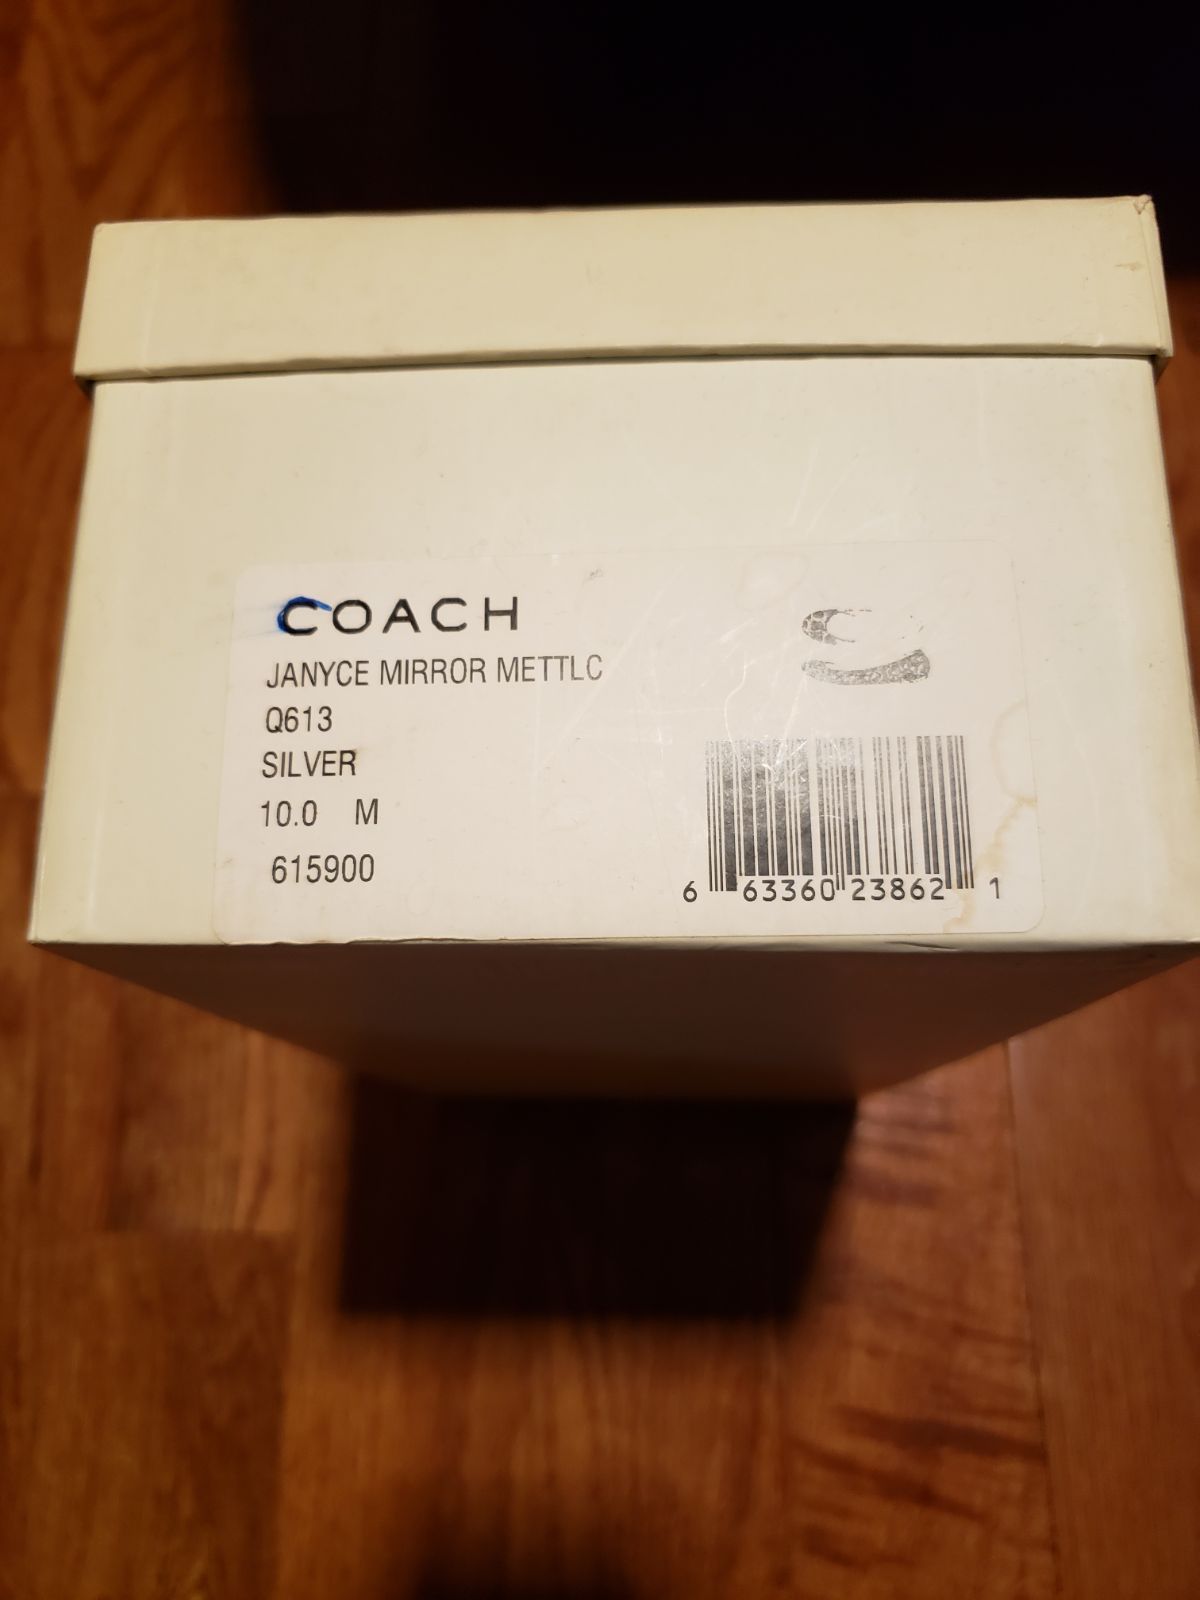 COACH
JANYCE MIRROR METTLC
Q613
SILVER
10.0 M
615900
6 63360 23862 1